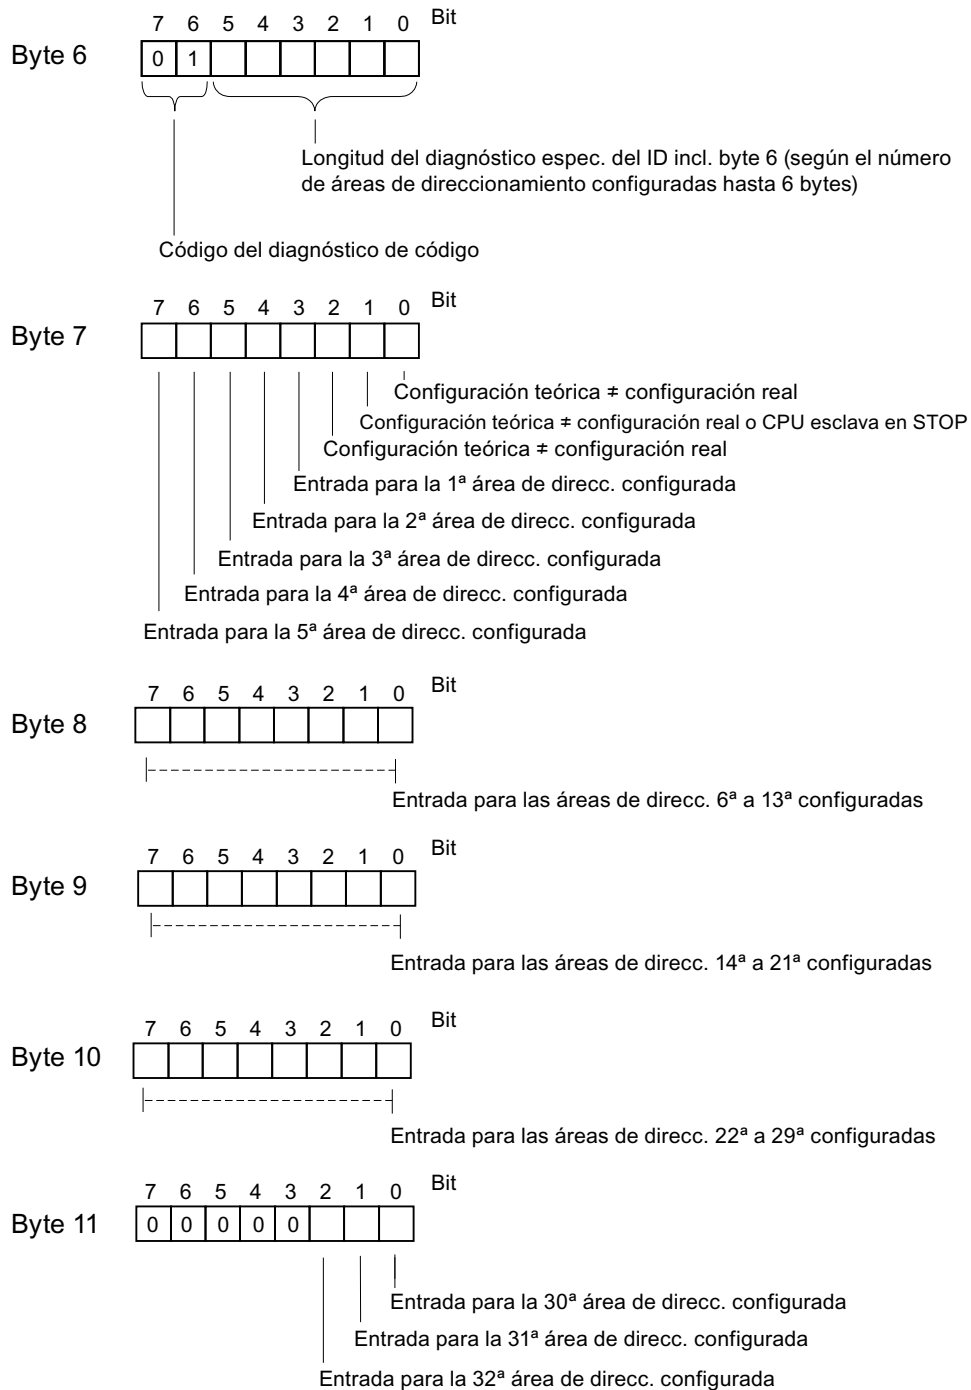 7 6 5 4 3 2 1 0 Bit
Byte 6
0 1
Longitud del diagnóstico espec. del ID incl. byte 6 (según el número
de áreas de direccionamiento configuradas hasta 6 bytes)
Código del diagnóstico de código
7 6 5 4 3 2 1 0 Bit
Byte 7
Configuración teórica ≠ configuración real
Configuración teórica ≠ configuración real o CPU esclava en STOP
Configuración teórica ≠ configuración real
Entrada para la 1ª área de direcc. configurada
Entrada para la 2ª área de direcc. configurada
Entrada para la 3ª área de direcc. configurada
Entrada para la 4ª área de direcc. configurada
Entrada para la 5ª área de direcc. configurada
7 6 5 4 3 2 1 0 Bit
Byte 8
Entrada para las áreas de direcc. 6ª a 13ª configuradas
7 6 5 4 3 2 1 0 Bit
Byte 9
Entrada para las áreas de direcc. 14ª a 21ª configuradas
7 6 5 4 3 2 1 0 Bit
Byte 10
Entrada para las áreas de direcc. 22ª a 29ª configuradas
7 6 5 4 3 2 1 0 Bit
Byte 11
0 0 0 0 0
Entrada para la 30ª área de direcc. configurada
Entrada para la 31ª área de direcc. configurada
Entrada para la 32ª área de direcc. configurada